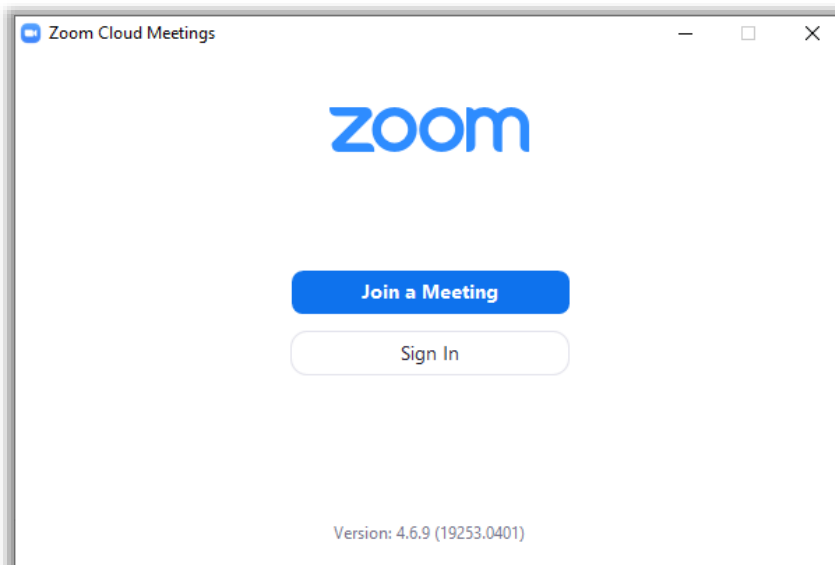 Zoom Cloud Meetings
zoom
Join a Meeting
Sign In
Version: 4.6.9 (19253.0401)